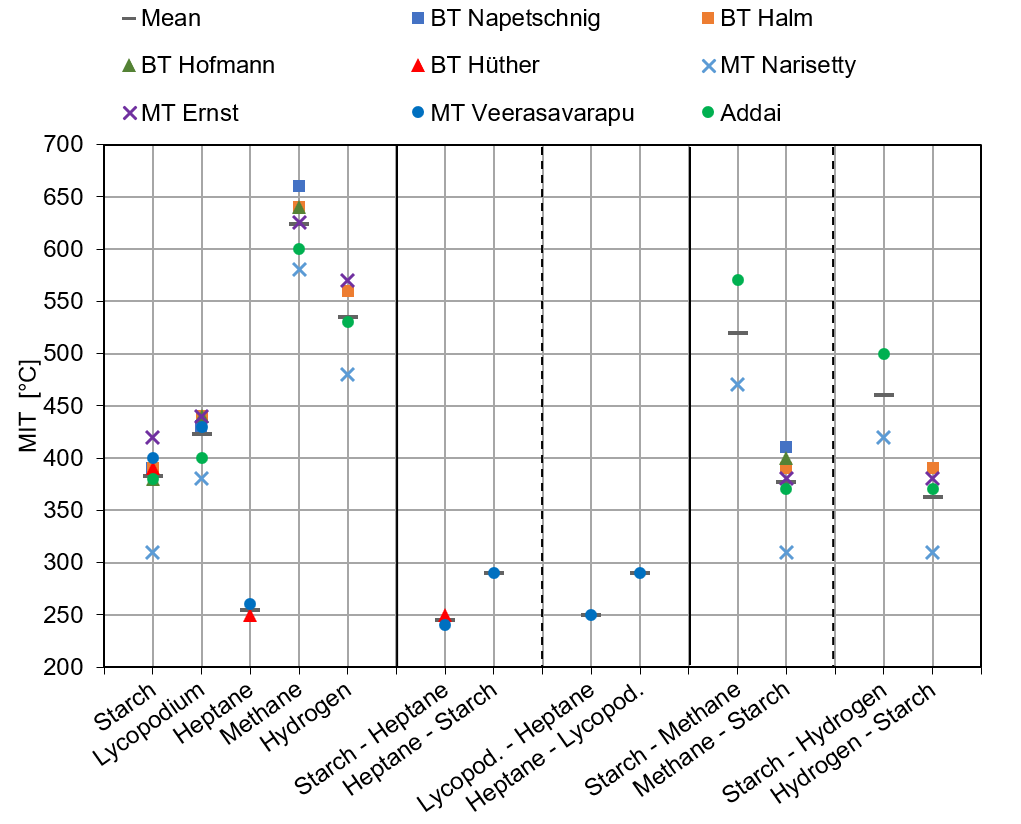 Mean
BT Napetschnig
BT Halm
BT Hofmann
BT Hüther
MT Narisetty
MT Ernst
MT Veerasavarapu
Addai
700
650
600
550
500
450
400
350
300
250
200
MIT [°C]
Starch
Lycopodium
Heptane
Methane
Hydrogen
Starch - Heptane
Heptane - Starch
Lycopod. - Heptane
Heptane - Lycopod.
Starch - Methane
Methane - Starch
Starch - Hydrogen
Hydrogen - Starch